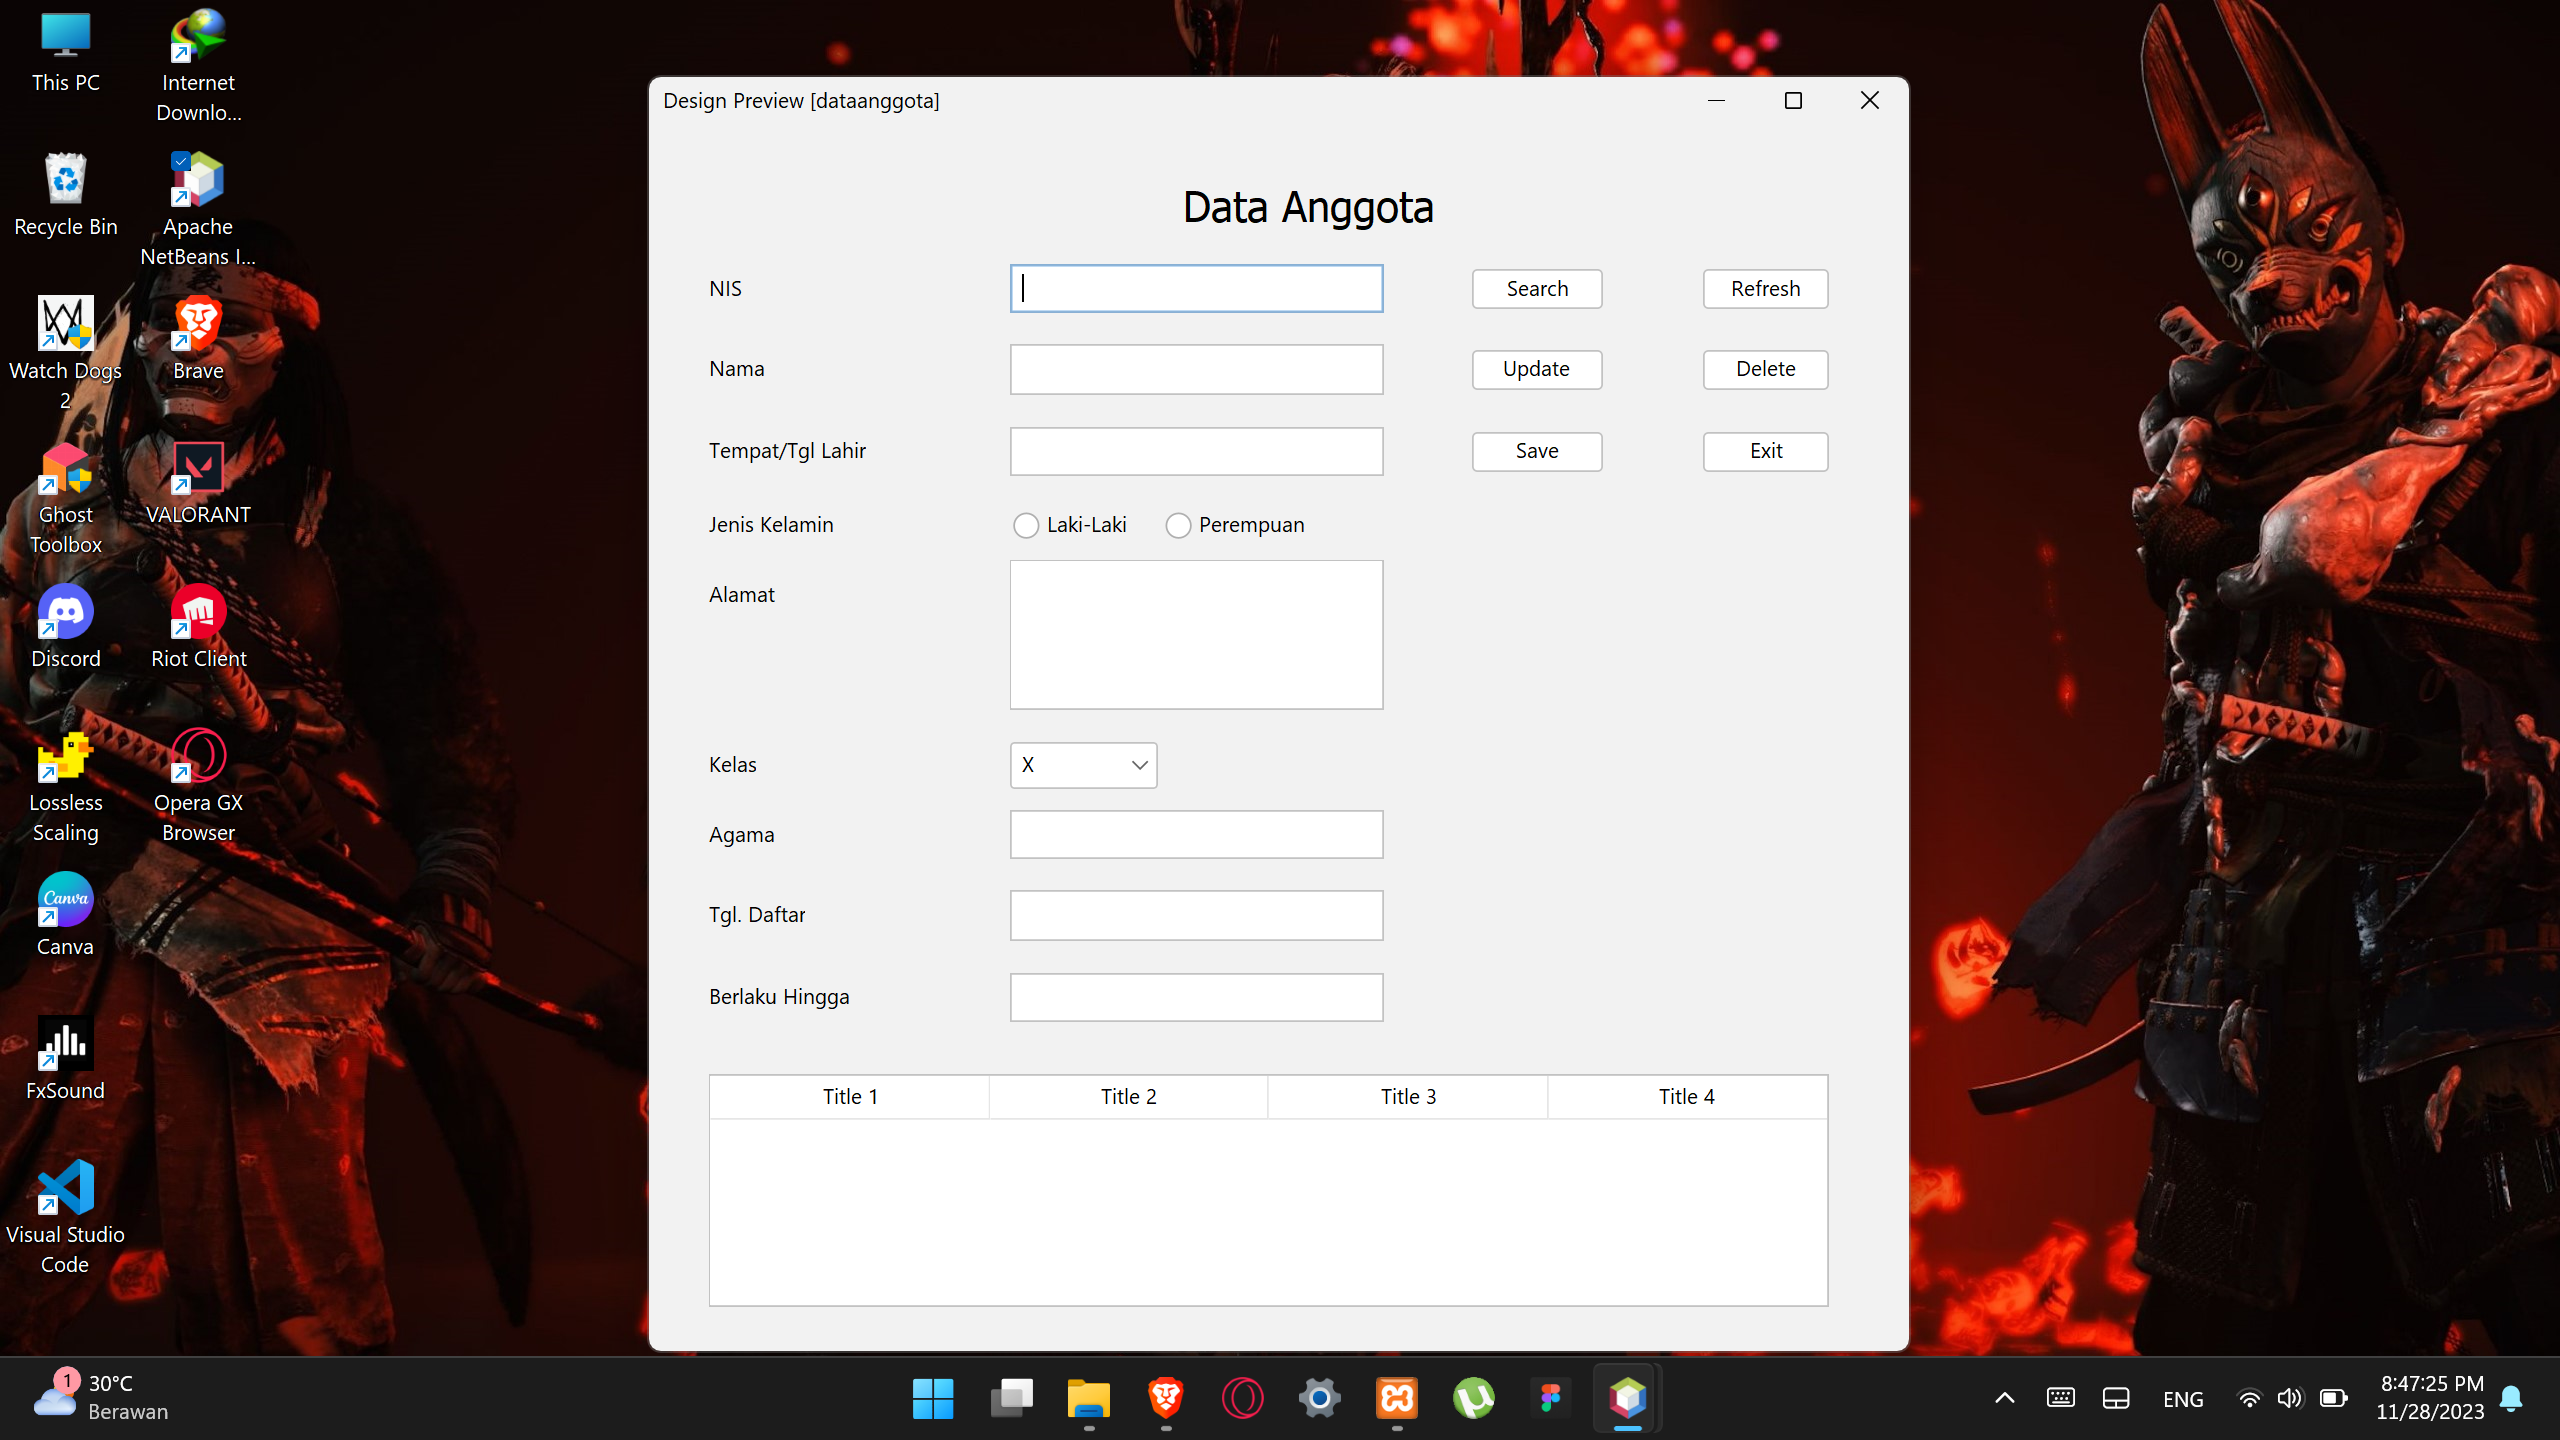 This PC
Internet
Downlo...
Recycle Bin
Apache
NetBeans I...
Watch Dogs
2
Brave
Ghost
Toolbox
VALORANT
Discord
Riot Client
Lossless
Scaling
Opera GX
Browser
Canva
Canva
FxSound
Visual Studio
Code
Design Preview [dataanggota]
Data Anggota
NIS
Search
Refresh
Nama
Update
Delete
Tempat/Tgl Lahir
Save
Exit
Jenis Kelamin
Laki-Laki
Perempuan
Alamat
Kelas
X
Agama
Tgl. Daftar
Berlaku Hingga
Title 1
Title 2
Title 3
Title 4
1
30°C
Berawan
ENG
8:47:25 PM
11/28/2023